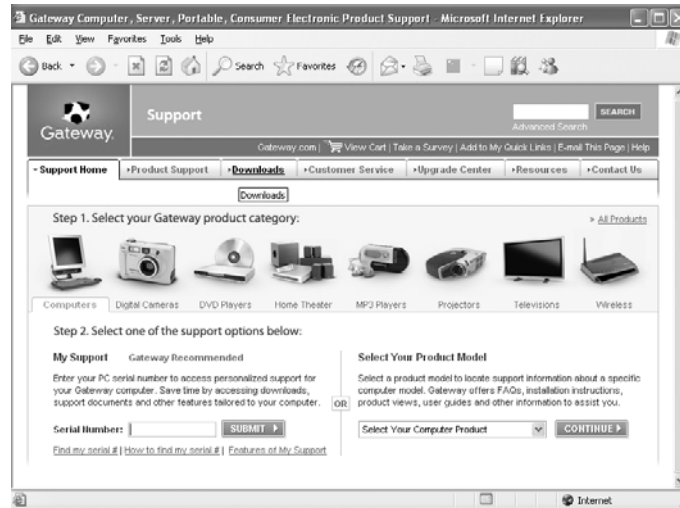 Gateway Computer, Server, Portable, Consumer Electronic Product Support - Microsoft Internet Explorer
File Edit View Favorites Tools Help
Back Search Favorites
Gateway.
Support
SEARCH
Advanced Search
Gateway.com | View Cart | Take a Survey | Add to My Quick Links | E-mail This Page | Help
Support Home Product Support Downloads Customer Service Upgrade Center Resources Contact Us
Downloads
Step 1. Select your Gateway product category:
» All Products
Computers Digital Cameras DVD Players Home Theater MP3 Players Projectors Televisions Wireless
Step 2. Select one of the support options below:
My Support Gateway Recommended
Enter your PC serial number to access personalized support for
your Gateway computer. Save time by accessing downloads,
support documents and other features tailored to your computer.
Serial Number: SUBMIT
Find my serial # | How to find my serial # | Features of My Support
OR
Select Your Product Model
Select a product model to locate support information about a specific
computer model. Gateway offers FAQs, installation instructions,
product views, user guides and other information to assist you.
Select Your Computer Product CONTINUE
Internet